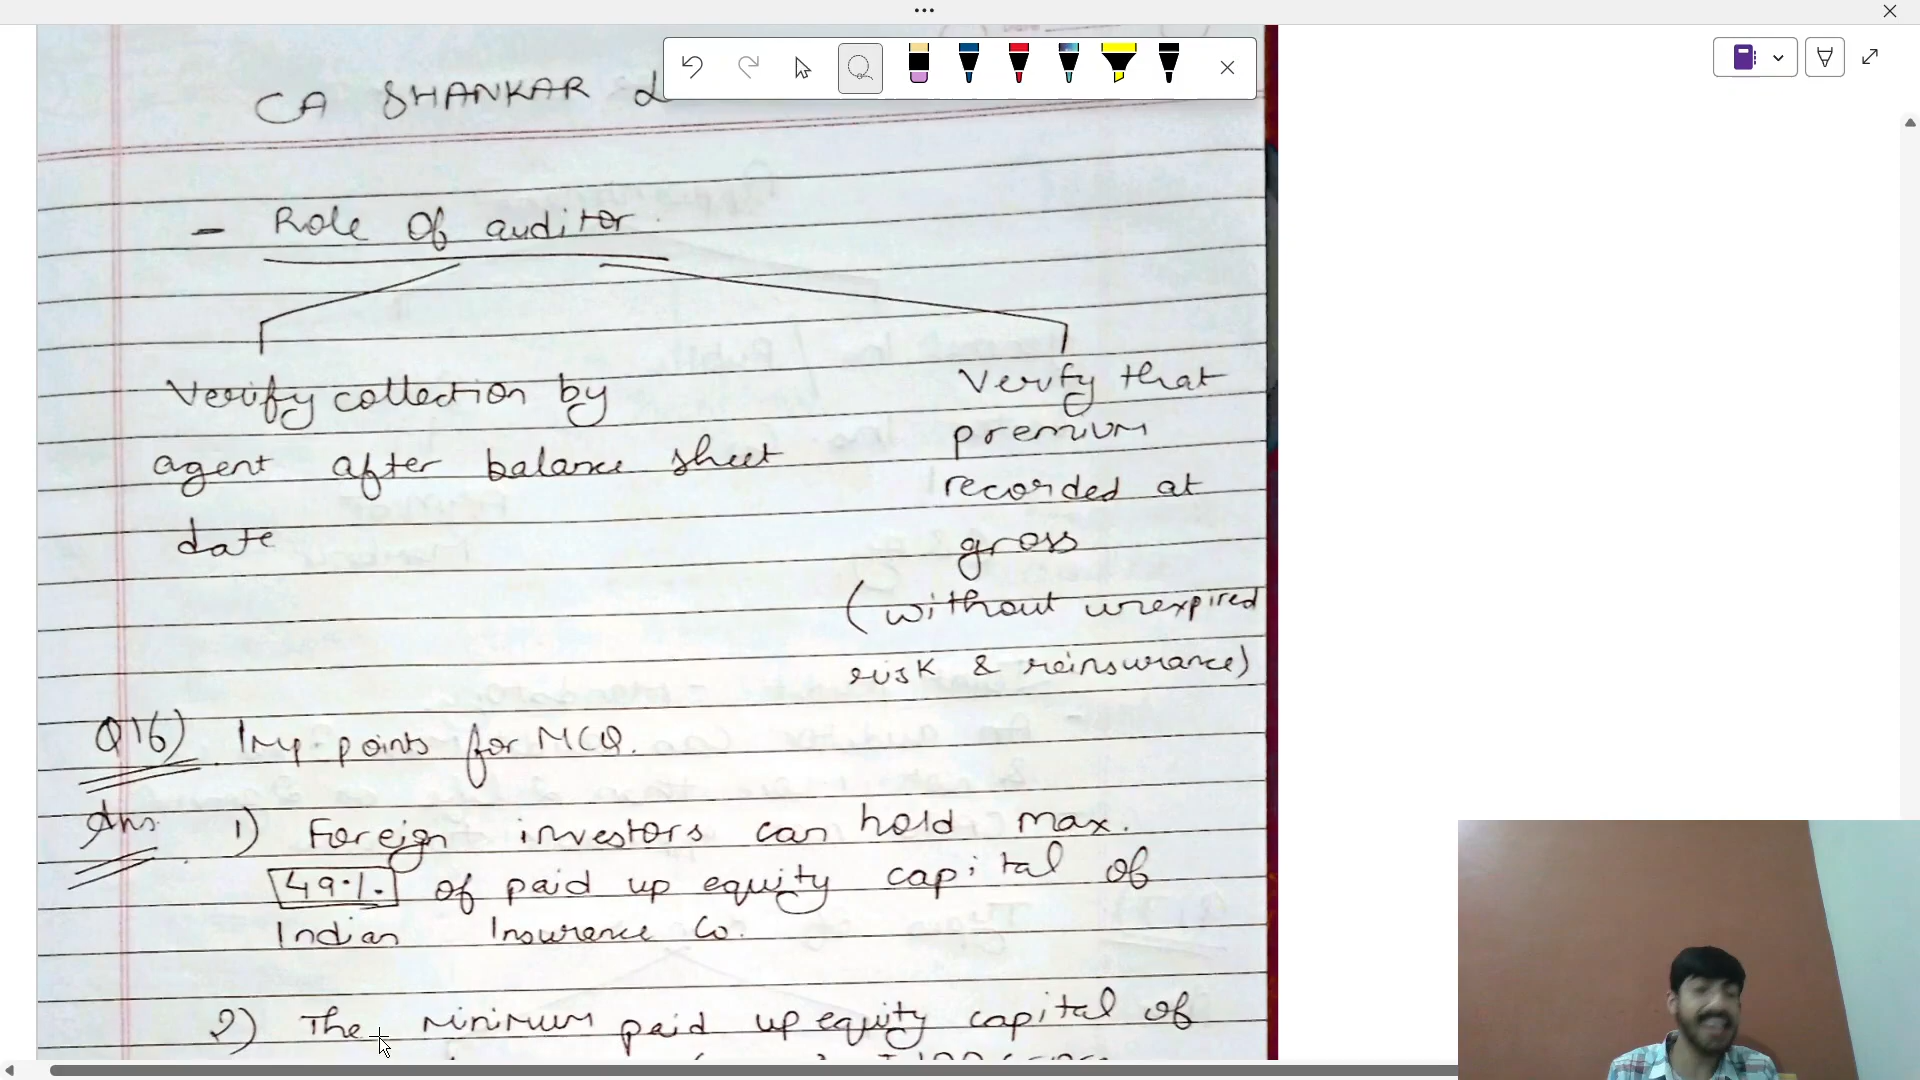 CA SHANKAR
- Role Of auditor
Verify collection by
agent after balance sheet
date
Verify that
premium
recorded at
gross
(without unexpired
risk & reinsurance)
Q16) Imp. points for MCQ.
Ans. 1) Foreign investors can hold max.
49% of paid up equity capital of
Indian Insurance Co.
2) The minimum paid up equity capital of